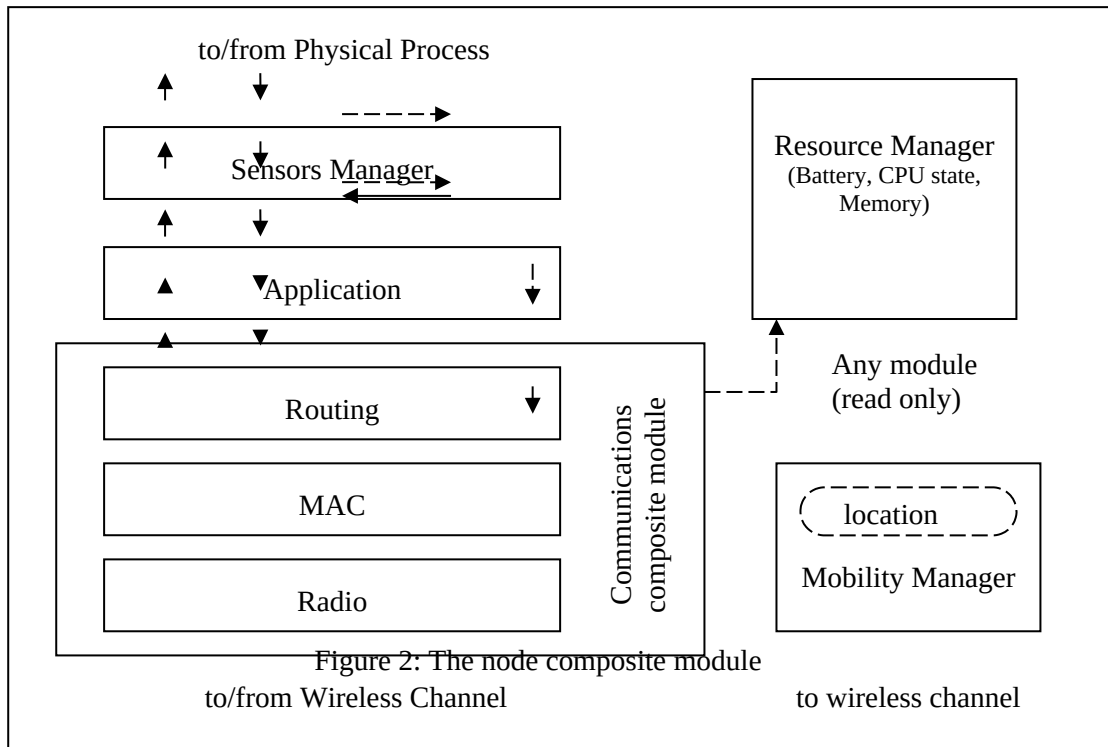 to/from Physical Process
Sensors Manager
Resource Manager
(Battery, CPU state,
Memory)
Application
Any module
(read only)
Routing
MAC
Radio
Communications
composite module
location
Mobility Manager
Figure 2: The node composite module
to/from Wireless Channel
to wireless channel